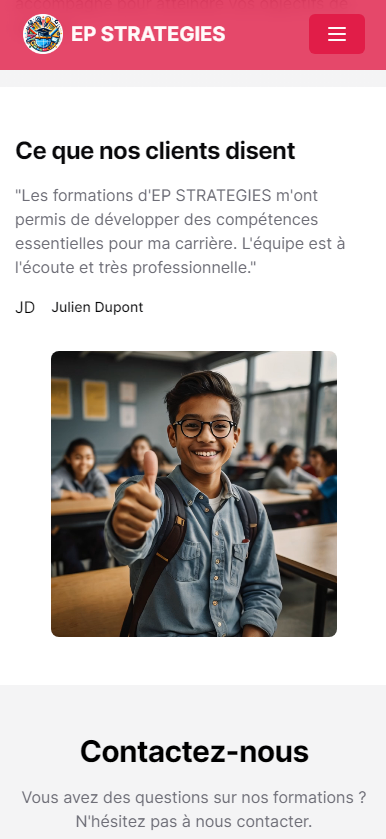 EP STRATEGIES
Ce que nos clients disent
"Les formations d'EP STRATEGIES m'ont
permis de développer des compétences
essentielles pour ma carrière. L'équipe est à
l'écoute et très professionnelle."
JD Julien Dupont
Contactez-nous
Vous avez des questions sur nos formations ?
N'hésitez pas à nous contacter.